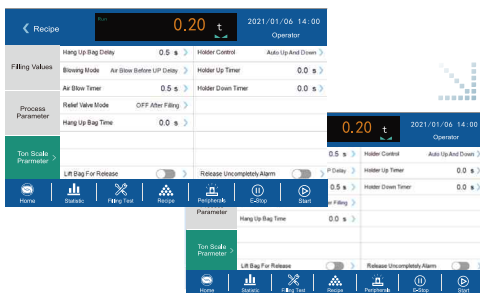 Recipe
Run
0.20 t
2021/01/06 14:00
Operator
Filling Values
Process
Parameter
Ton Scale
Prarmeter
Hang Up Bag Delay 0.5 s
Holder Control Auto Up And Down
Blowing Mode Air Blow Before UP Delay
Holder Up Timer 0.0 s
Air Blow Timer 0.5 s
Holder Down Timer 0.0 s
Relief Valve Mode OFF After Filling
Hang Up Bag Time 0.0 s
Lift Bag For Release
Release Uncompletely Alarm
Home
Statistic
Filling Test
Recipe
Peripherals
E-Stop
Start
0.20 t
2021/01/06 14:00
Operator
0.5 s
Holder Control Auto Up And Down
P Delay
Holder Up Timer 0.0 s
0.5 s
Holder Down Timer 0.0 s
er Filling
Parameter
Hang Up Bag Time 0.0 s
Ton Scale
Prarmeter
Lift Bag For Release
Release Uncompletely Alarm
Home
Statistic
Filling Test
Recipe
Peripherals
E-Stop
Start